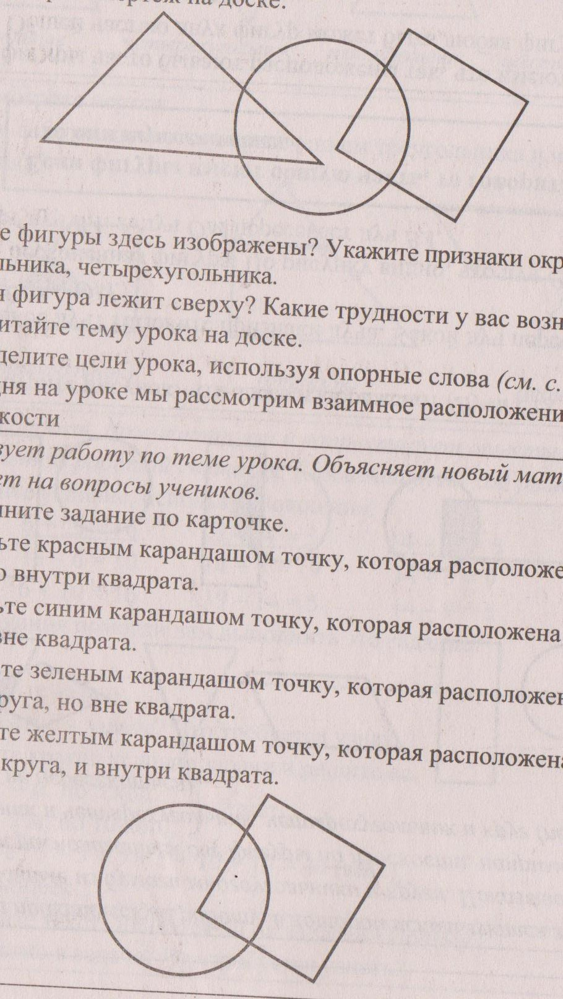 чертеж на доске.
е фигуры здесь изображены? Укажите признаки окр
льника, четырехугольника.
я фигура лежит сверху? Какие трудности у вас возн
итайте тему урока на доске.
делите цели урока, используя опорные слова (см. с.
дня на уроке мы рассмотрим взаимное расположени
кости
зует работу по теме урока. Объясняет новый мат
ет на вопросы учеников.
лните задание по карточке.
ьте красным карандашом точку, которая расположе
о внутри квадрата.
ьте синим карандашом точку, которая расположена
вне квадрата.
те зеленым карандашом точку, которая расположен
руга, но вне квадрата.
те желтым карандашом точку, которая расположена
круга, и внутри квадрата.